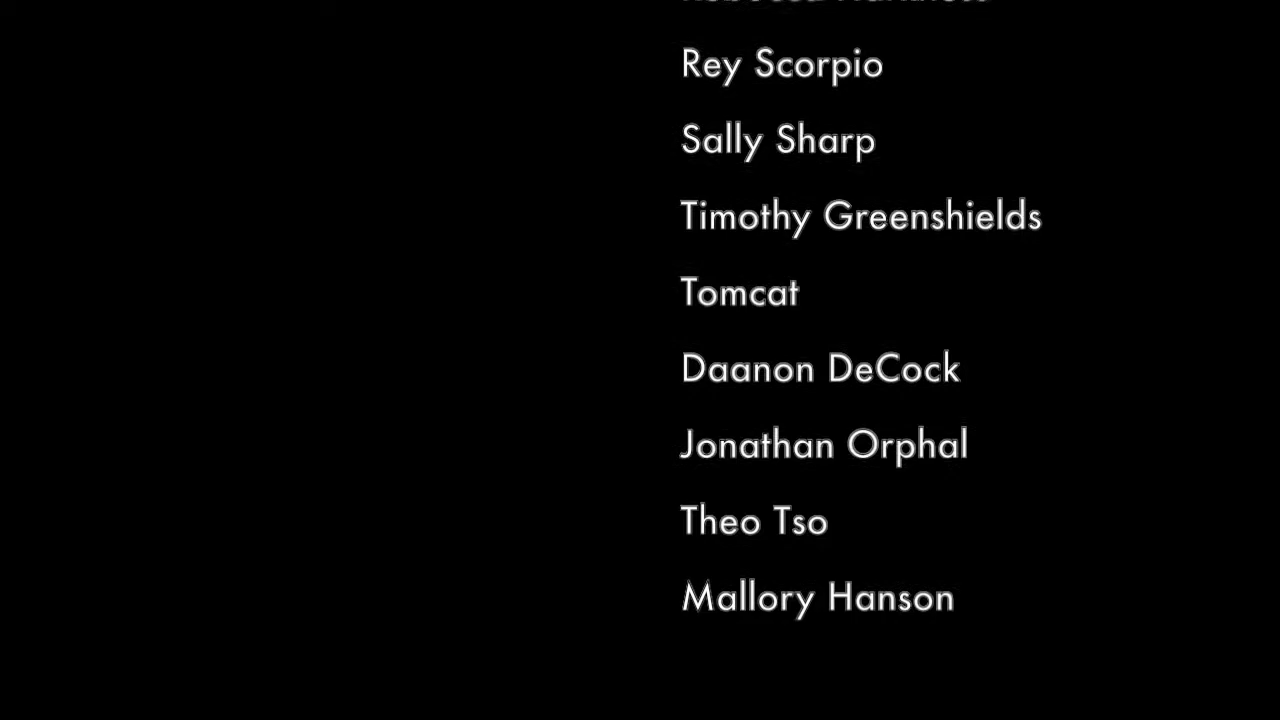 Rey Scorpio
Sally Sharp
Timothy Greenshields
Tomcat
Daanon DeCock
Jonathan Orphal
Theo Tso
Mallory Hanson